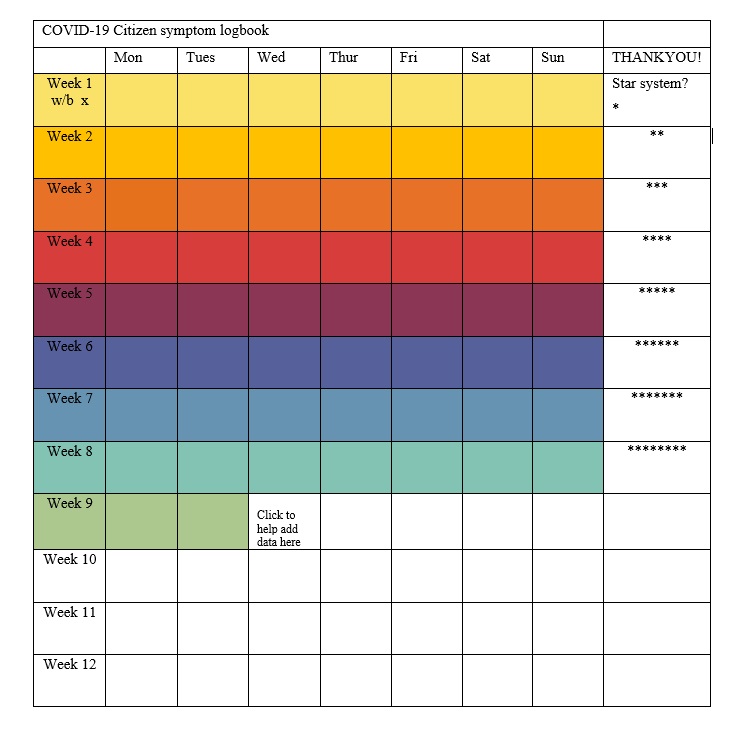 COVID-19 Citizen symptom logbook
Mon Tues Wed Thur Fri Sat Sun THANKYOU!
Week 1
w/b x
Star system?
*
Week 2
**
Week 3
***
Week 4
****
Week 5
*****
Week 6
******
Week 7
*******
Week 8
********
Week 9
Click to
help add
data here
Week 10
Week 11
Week 12